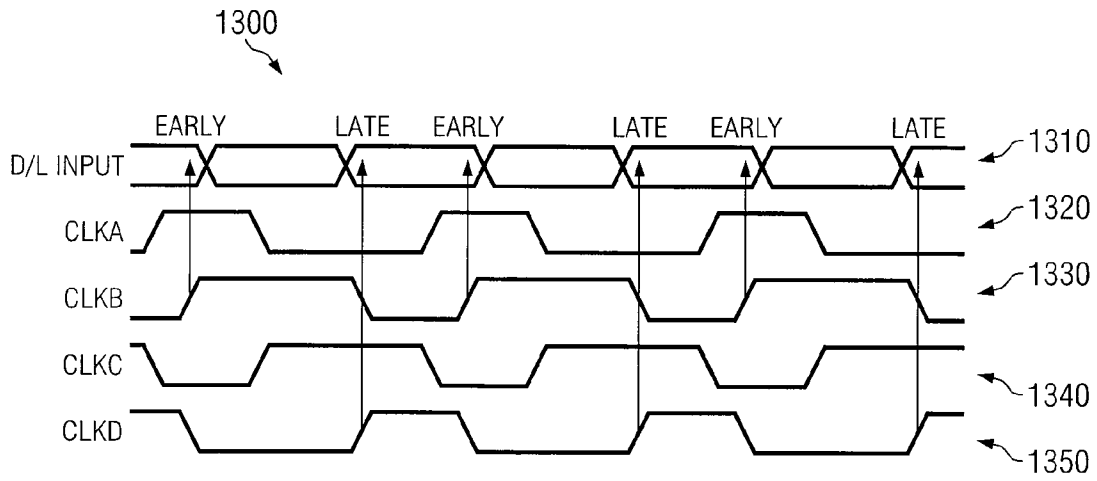 1300
EARLY LATE EARLY LATE EARLY LATE
D/L INPUT 1310
CLKA 1320
CLKB 1330
CLKC 1340
CLKD 1350